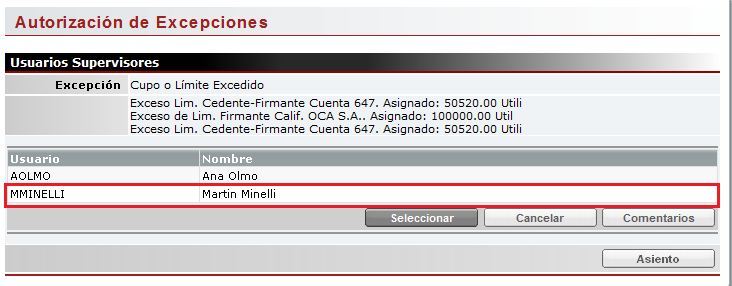 Autorización de Excepciones
Usuarios Supervisores
Excepción Cupo o Límite Excedido
Exceso Lim. Cedente-Firmante Cuenta 647. Asignado: 50520.00 Utili
Exceso de Lim. Firmante Calif. OCA S.A.. Asignado: 100000.00 Util
Exceso Lim. Cedente-Firmante Cuenta 647. Asignado: 50520.00 Utili
Usuario Nombre
AOLMO Ana Olmo
MMINELLI Martin Minelli
Seleccionar Cancelar Comentarios
Asiento